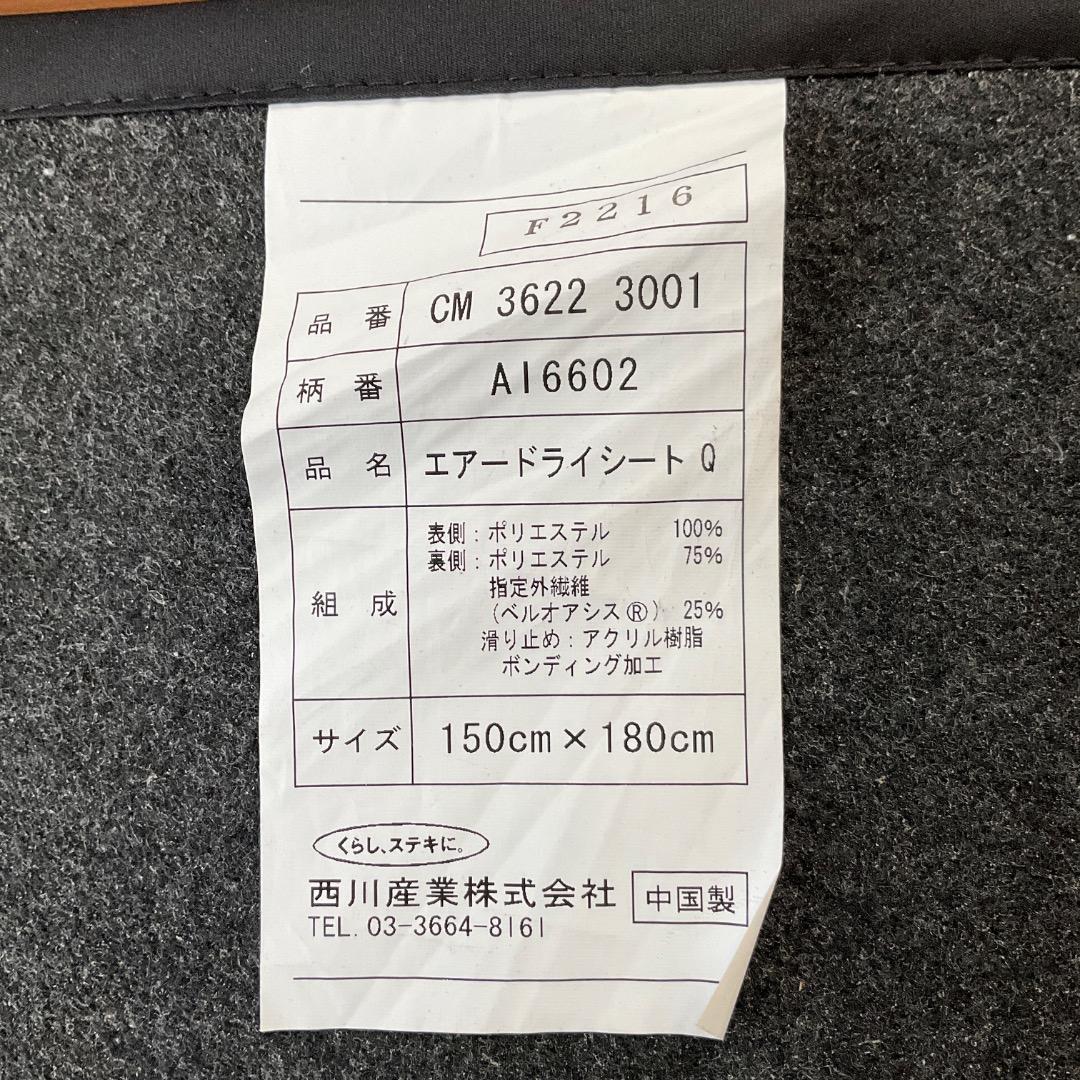 F2216
品番 CM 3622 3001
柄番 AI6602
品名 エアードライシート Q
組成 表側：ポリエステル 100%
裏側：ポリエステル 75%
指定外繊維
（ベルオアシス®） 25%
滑り止め：アクリル樹脂
ボンディング加工
サイズ 150cm×180cm
くらし、ステキに。
西川産業株式会社 中国製
TEL. 03-3664-8161